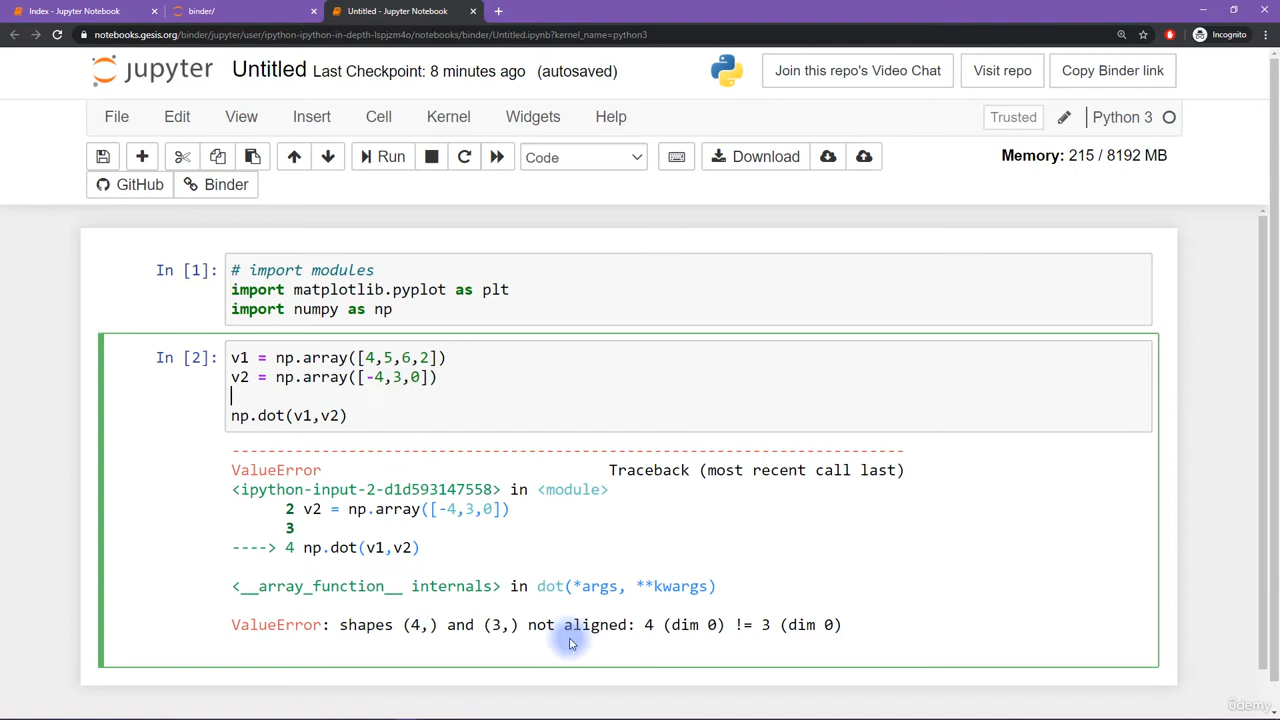 Index - Jupyter Notebook
binder/
Untitled - Jupyter Notebook
notebooks.gesis.org/binder/jupyter/user/ipython-ipython-in-depth-lspjzm4o/notebooks/binder/Untitled.ipynb?kernel_name=python3
Incognito
jupyter Untitled Last Checkpoint: 8 minutes ago (autosaved)
Join this repo's Video Chat
Visit repo
Copy Binder link
File Edit View Insert Cell Kernel Widgets Help
Trusted
Python 3
Run
Code
Download
Memory: 215 / 8192 MB
GitHub
Binder
In [1]:
# import modules
import matplotlib.pyplot as plt
import numpy as np
In [2]:
v1 = np.array([4,5,6,2])
v2 = np.array([-4,3,0])
np.dot(v1,v2)
---------------------------------------------------------------------------
ValueError Traceback (most recent call last)
<ipython-input-2-d1d593147558> in <module>
2 v2 = np.array([-4,3,0])
3
----> 4 np.dot(v1,v2)
<__array_function__ internals> in dot(*args, **kwargs)
ValueError: shapes (4,) and (3,) not aligned: 4 (dim 0) != 3 (dim 0)
ûdemy